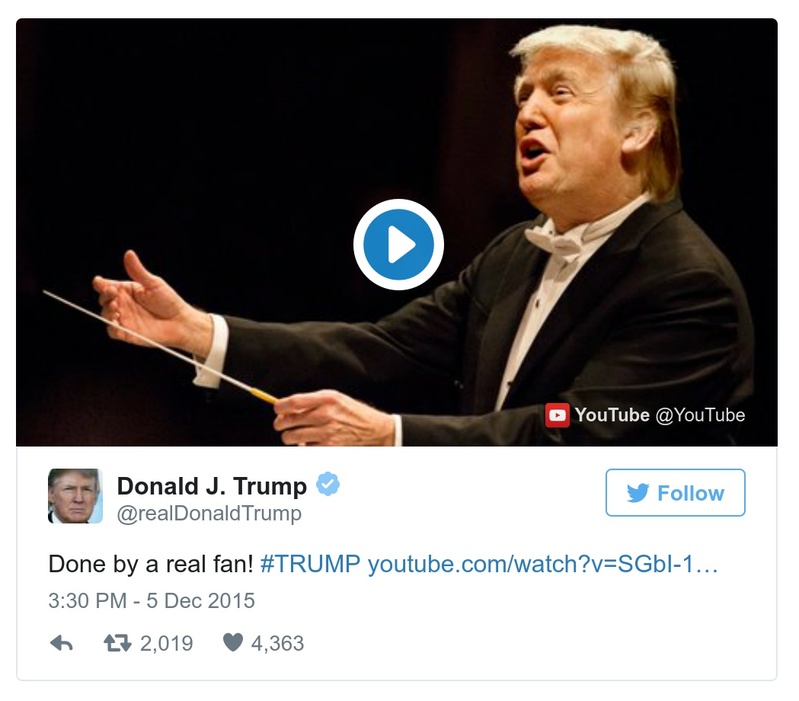 YouTube @YouTube
Donald J. Trump
Follow
@realDonaldTrump
Done by a real fan! #TRUMP youtube.com/watch?v=SGbI-1…
3:30 PM - 5 Dec 2015
2,019 4,363